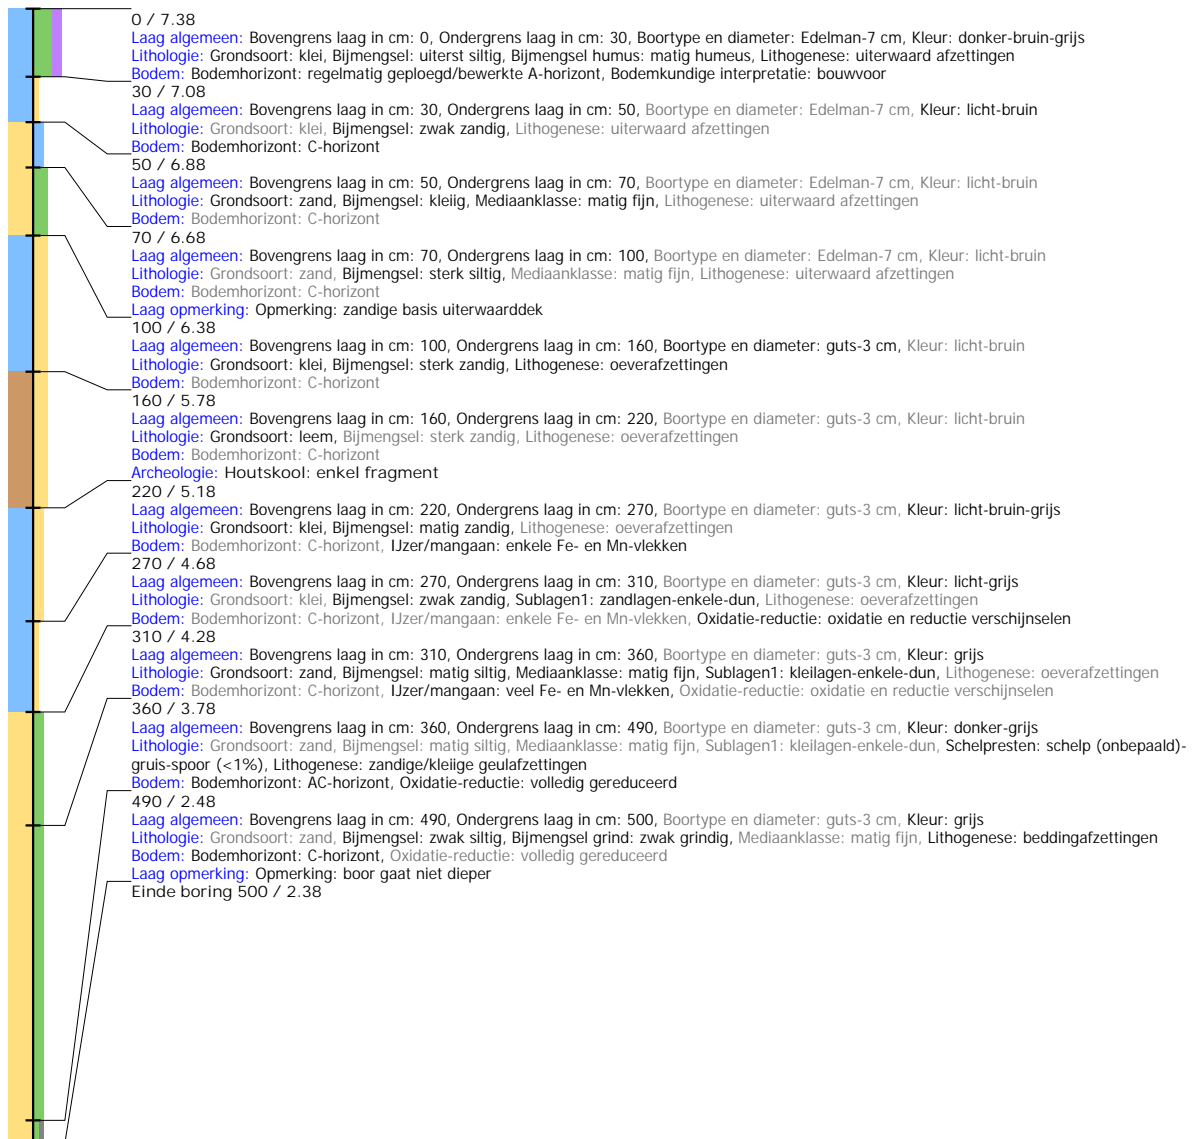 0 / 7.38
Laag algemeen: Bovengrens laag in cm: 0, Ondergrens laag in cm: 30, Boortype en diameter: Edelman-7 cm, Kleur: donker-bruin-grijs
Lithologie: Grondsoort: klei, Bijmengsel: uiterst siltig, Bijmengsel humus: matig humeus, Lithogenese: uiterwaard afzettingen
Bodem: Bodemhorizont: regelmatig geploegd/bewerkte A-horizont, Bodemkundige interpretatie: bouwvoor
30 / 7.08
Laag algemeen: Bovengrens laag in cm: 30, Ondergrens laag in cm: 50, Boortype en diameter: Edelman-7 cm, Kleur: licht-bruin
Lithologie: Grondsoort: klei, Bijmengsel: zwak zandig, Lithogenese: uiterwaard afzettingen
Bodem: Bodemhorizont: C-horizont
50 / 6.88
Laag algemeen: Bovengrens laag in cm: 50, Ondergrens laag in cm: 70, Boortype en diameter: Edelman-7 cm, Kleur: licht-bruin
Lithologie: Grondsoort: zand, Bijmengsel: kleiig, Mediaanklasse: matig fijn, Lithogenese: uiterwaard afzettingen
Bodem: Bodemhorizont: C-horizont
70 / 6.68
Laag algemeen: Bovengrens laag in cm: 70, Ondergrens laag in cm: 100, Boortype en diameter: Edelman-7 cm, Kleur: licht-bruin
Lithologie: Grondsoort: zand, Bijmengsel: sterk siltig, Mediaanklasse: matig fijn, Lithogenese: uiterwaard afzettingen
Bodem: Bodemhorizont: C-horizont
Laag opmerking: Opmerking: zandige basis uiterwaarddek
100 / 6.38
Laag algemeen: Bovengrens laag in cm: 100, Ondergrens laag in cm: 160, Boortype en diameter: guts-3 cm, Kleur: licht-bruin
Lithologie: Grondsoort: klei, Bijmengsel: sterk zandig, Lithogenese: oeverafzettingen
Bodem: Bodemhorizont: C-horizont
160 / 5.78
Laag algemeen: Bovengrens laag in cm: 160, Ondergrens laag in cm: 220, Boortype en diameter: guts-3 cm, Kleur: licht-bruin
Lithologie: Grondsoort: leem, Bijmengsel: sterk zandig, Lithogenese: oeverafzettingen
Bodem: Bodemhorizont: C-horizont
Archeologie: Houtskool: enkel fragment
220 / 5.18
Laag algemeen: Bovengrens laag in cm: 220, Ondergrens laag in cm: 270, Boortype en diameter: guts-3 cm, Kleur: licht-bruin-grijs
Lithologie: Grondsoort: klei, Bijmengsel: matig zandig, Lithogenese: oeverafzettingen
Bodem: Bodemhorizont: C-horizont, IJzer/mangaan: enkele Fe- en Mn-vlekken
270 / 4.68
Laag algemeen: Bovengrens laag in cm: 270, Ondergrens laag in cm: 310, Boortype en diameter: guts-3 cm, Kleur: licht-grijs
Lithologie: Grondsoort: klei, Bijmengsel: zwak zandig, Sublagen1: zandlagen-enkele-dun, Lithogenese: oeverafzettingen
Bodem: Bodemhorizont: C-horizont, IJzer/mangaan: enkele Fe- en Mn-vlekken, Oxidatie-reductie: oxidatie en reductie verschijnselen
310 / 4.28
Laag algemeen: Bovengrens laag in cm: 310, Ondergrens laag in cm: 360, Boortype en diameter: guts-3 cm, Kleur: grijs
Lithologie: Grondsoort: zand, Bijmengsel: matig siltig, Mediaanklasse: matig fijn, Sublagen1: kleilagen-enkele-dun, Lithogenese: oeverafzettingen
Bodem: Bodemhorizont: C-horizont, IJzer/mangaan: veel Fe- en Mn-vlekken, Oxidatie-reductie: oxidatie en reductie verschijnselen
360 / 3.78
Laag algemeen: Bovengrens laag in cm: 360, Ondergrens laag in cm: 490, Boortype en diameter: guts-3 cm, Kleur: donker-grijs
Lithologie: Grondsoort: zand, Bijmengsel: matig siltig, Mediaanklasse: matig fijn, Sublagen1: kleilagen-enkele-dun, Schelpresten: schelp (onbepaald)-
gruis-spoor (<1%), Lithogenese: zandige/kleiige geulafzettingen
Bodem: Bodemhorizont: AC-horizont, Oxidatie-reductie: volledig gereduceerd
490 / 2.48
Laag algemeen: Bovengrens laag in cm: 490, Ondergrens laag in cm: 500, Boortype en diameter: guts-3 cm, Kleur: grijs
Lithologie: Grondsoort: zand, Bijmengsel: zwak siltig, Bijmengsel grind: zwak grindig, Mediaanklasse: matig fijn, Lithogenese: beddingafzettingen
Bodem: Bodemhorizont: C-horizont, Oxidatie-reductie: volledig gereduceerd
Laag opmerking: Opmerking: boor gaat niet dieper
Einde boring 500 / 2.38